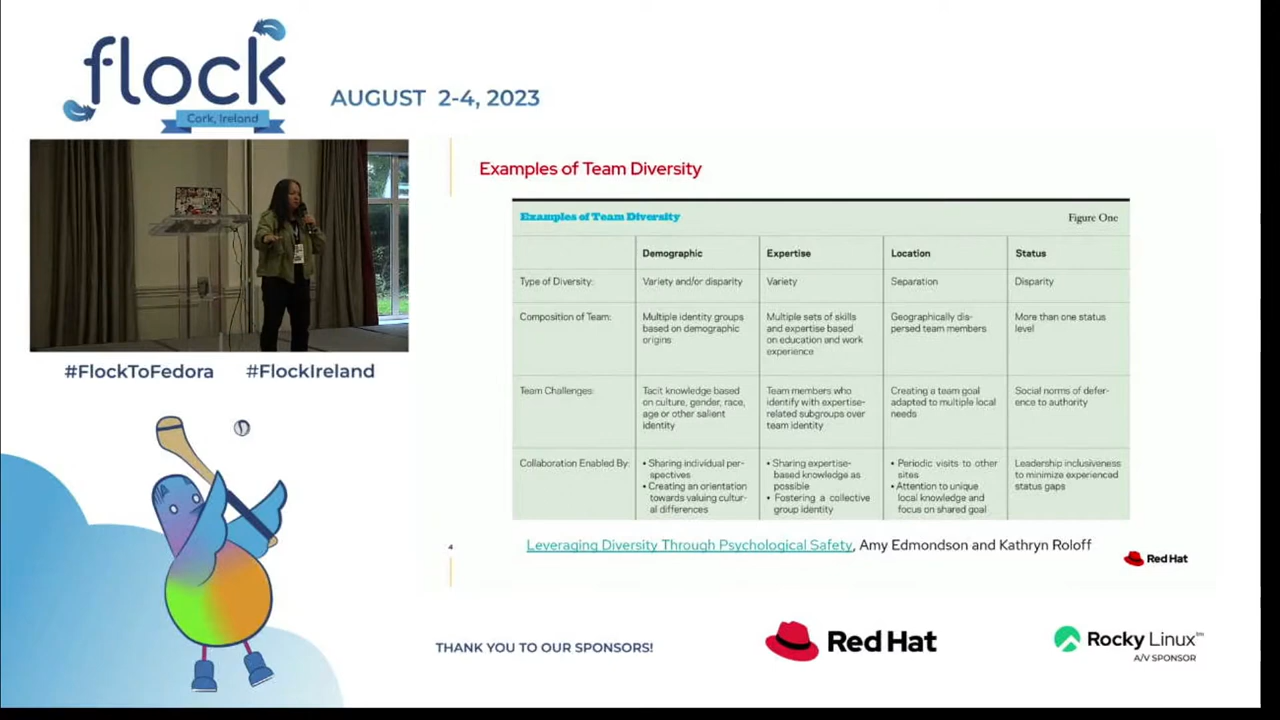 flock
Cork, Ireland
AUGUST 2-4, 2023
#FlockToFedora #FlockIreland
Examples of Team Diversity
Examples of Team Diversity
Figure One
Demographic
Expertise
Location
Status
Type of Diversity:
Variety and/or disparity
Variety
Separation
Disparity
Composition of Team:
Multiple identity groups
based on demographic
origins
Multiple sets of skills
and expertise based
on education and work
experience
Geographically dis-
persed team members
More than one status
level
Team Challenges:
Tacit knowledge based
on culture, gender, race,
age or other salient
identity
Team members who
identify with expertise-
related subgroups over
team identity
Creating a team goal
adapted to multiple local
needs
Social norms of defer-
ence to authority
Collaboration Enabled By:
• Sharing individual per-
spectives
• Creating an orientation
towards valuing cultur-
al differences
• Sharing expertise-
based knowledge as
possible
• Fostering a collective
group identity
• Periodic visits to other
sites
• Attention to unique
local knowledge and
focus on shared goal
Leadership inclusiveness
to minimize experienced
status gaps
4
Leveraging Diversity Through Psychological Safety, Amy Edmondson and Kathryn Roloff
Red Hat
THANK YOU TO OUR SPONSORS!
Red Hat
Rocky Linux™
A/V SPONSOR